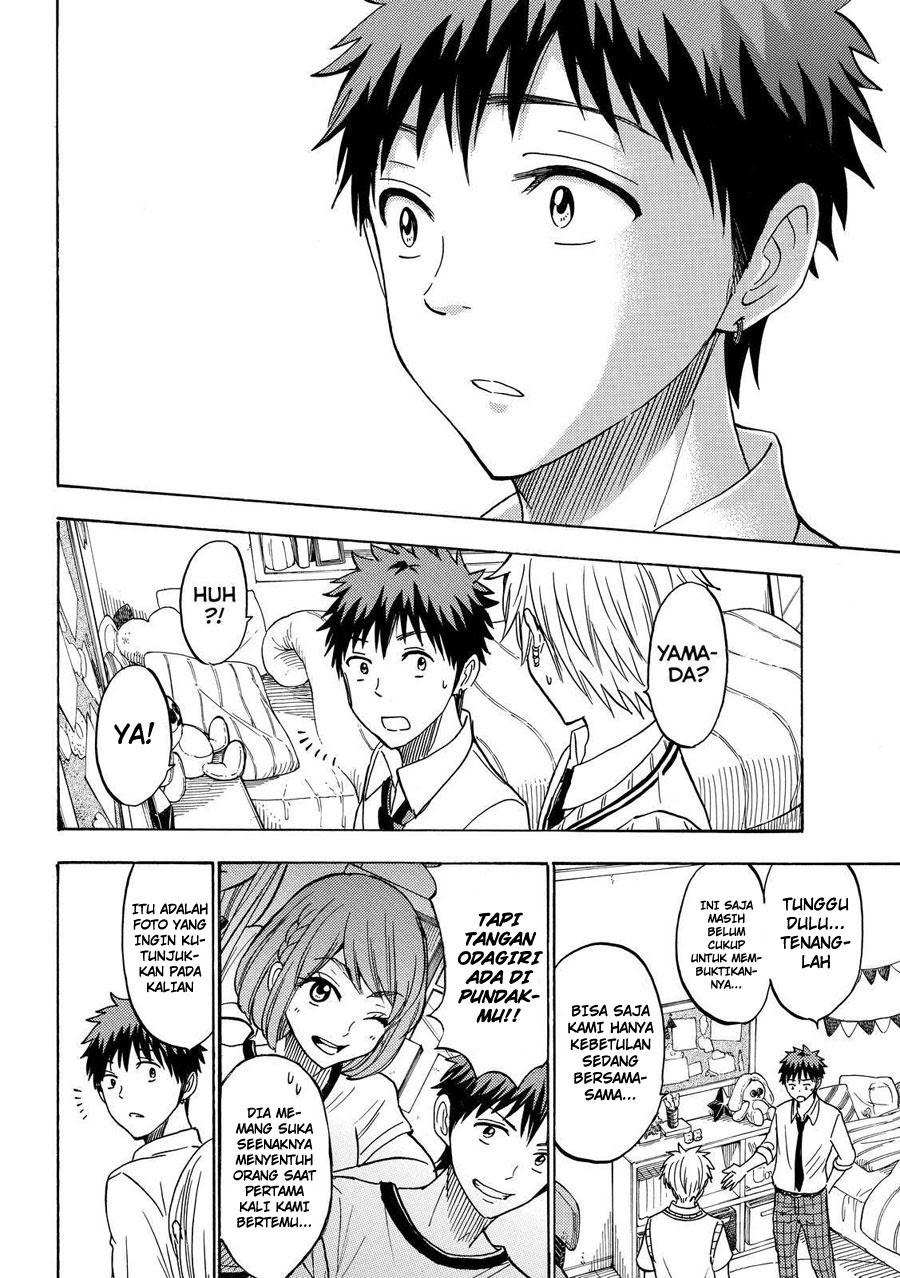 YAMA-
DA?
HUH
?!
YA!
TUNGGU
DULU...
TENANG-
LAH
INI SAJA
MASIH
BELUM
CUKUP
UNTUK MEM-
BUKTIKAN-
NYA...
BISA SAJA
KAMI HANYA
KEBETULAN
SEDANG
BERSAMA-
SAMA...
TAPI
TANGAN
ODAGIRI
ADA DI
PUNDAK-
MU!!
DIA ME-
MANG SUKA
SEENAKNYA
MENYENTUH
ORANG SAAT
PERTAMA
KALI KAMI
BERTEMU...
ITU ADALAH
FOTO YANG
INGIN KU-
TUNJUK-
KAN PADA
KALIAN